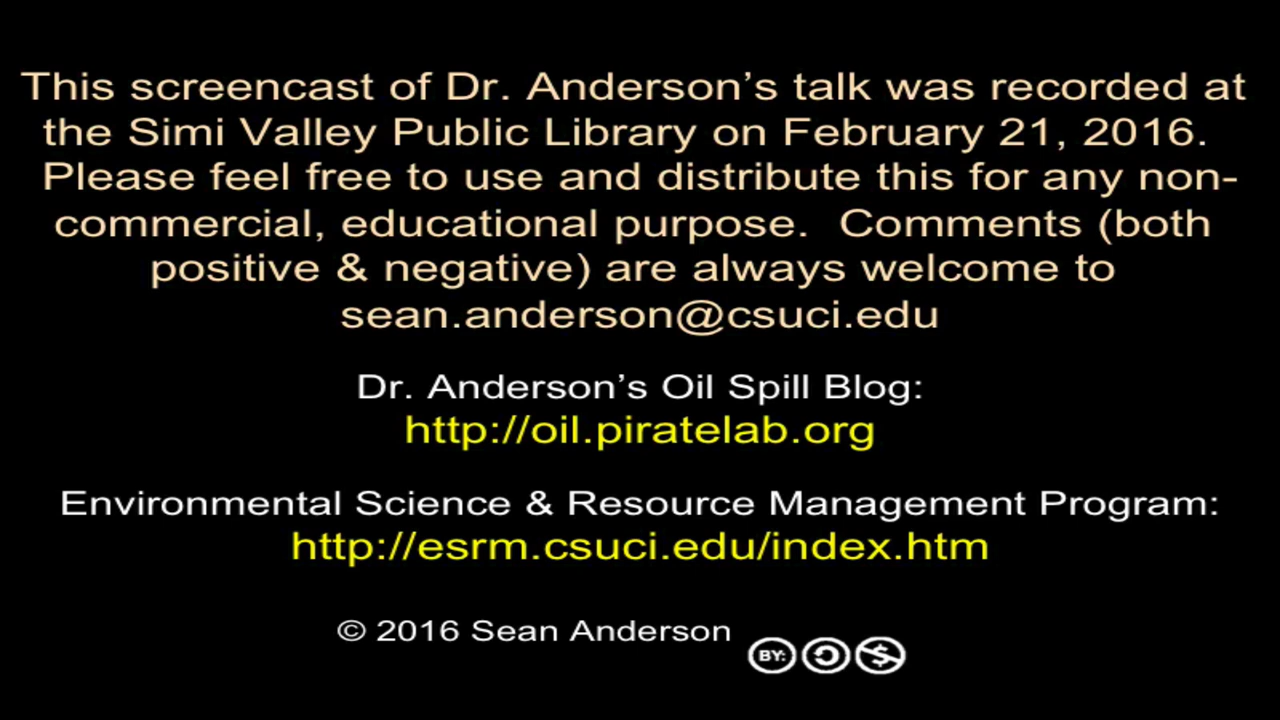 This screencast of Dr. Anderson’s talk was recorded at
the Simi Valley Public Library on February 21, 2016.
Please feel free to use and distribute this for any non-
commercial, educational purpose.  Comments (both
positive & negative) are always welcome to
sean.anderson@csuci.edu
Dr. Anderson’s Oil Spill Blog:
http://oil.piratelab.org
Environmental Science & Resource Management Program:
http://esrm.csuci.edu/index.htm
© 2016 Sean Anderson
BY: